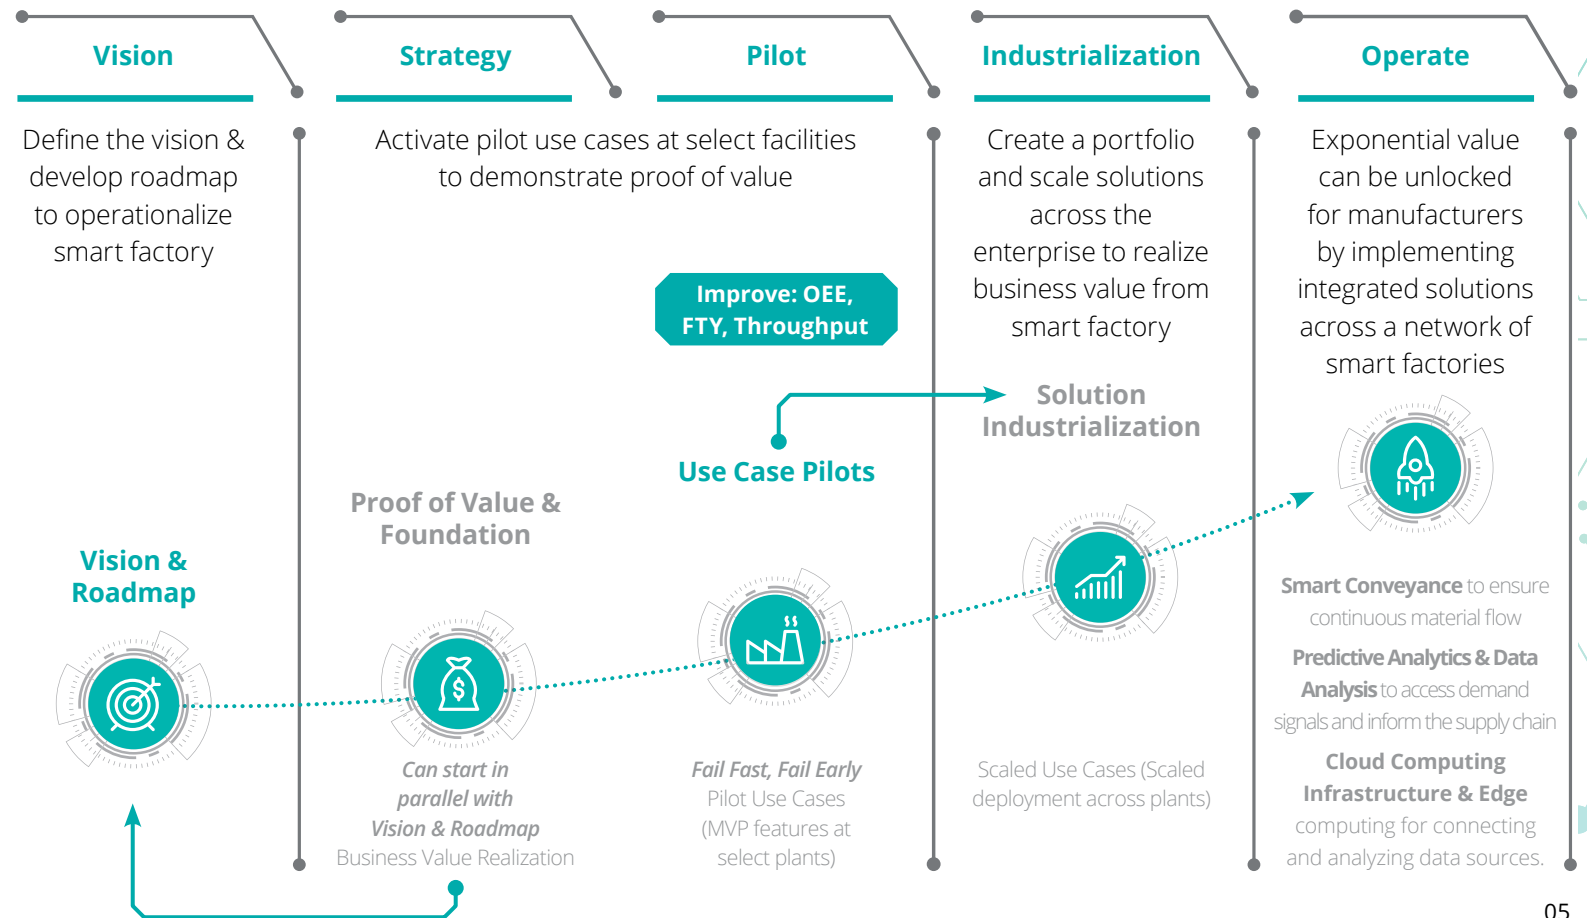 Vision
Strategy
Pilot
Industrialization
Operate
Define the vision &
develop roadmap
to operationalize
smart factory
Activate pilot use cases at select facilities
to demonstrate proof of value
Create a portfolio
and scale solutions
across the
enterprise to realize
business value from
smart factory
Exponential value
can be unlocked
for manufacturers
by implementing
integrated solutions
across a network of
smart factories
Improve: OEE,
FTY, Throughput
Vision &
Roadmap
Proof of Value &
Foundation
Use Case Pilots
Solution
Industrialization
$
Can start in
parallel with
Vision & Roadmap
Business Value Realization
Fail Fast, Fail Early
Pilot Use Cases
(MVP features at
select plants)
Scaled Use Cases (Scaled
deployment across plants)
Smart Conveyance to ensure
continuous material flow
Predictive Analytics & Data
Analysis to access demand
signals and inform the supply chain
Cloud Computing
Infrastructure & Edge
computing for connecting
and analyzing data sources.
05